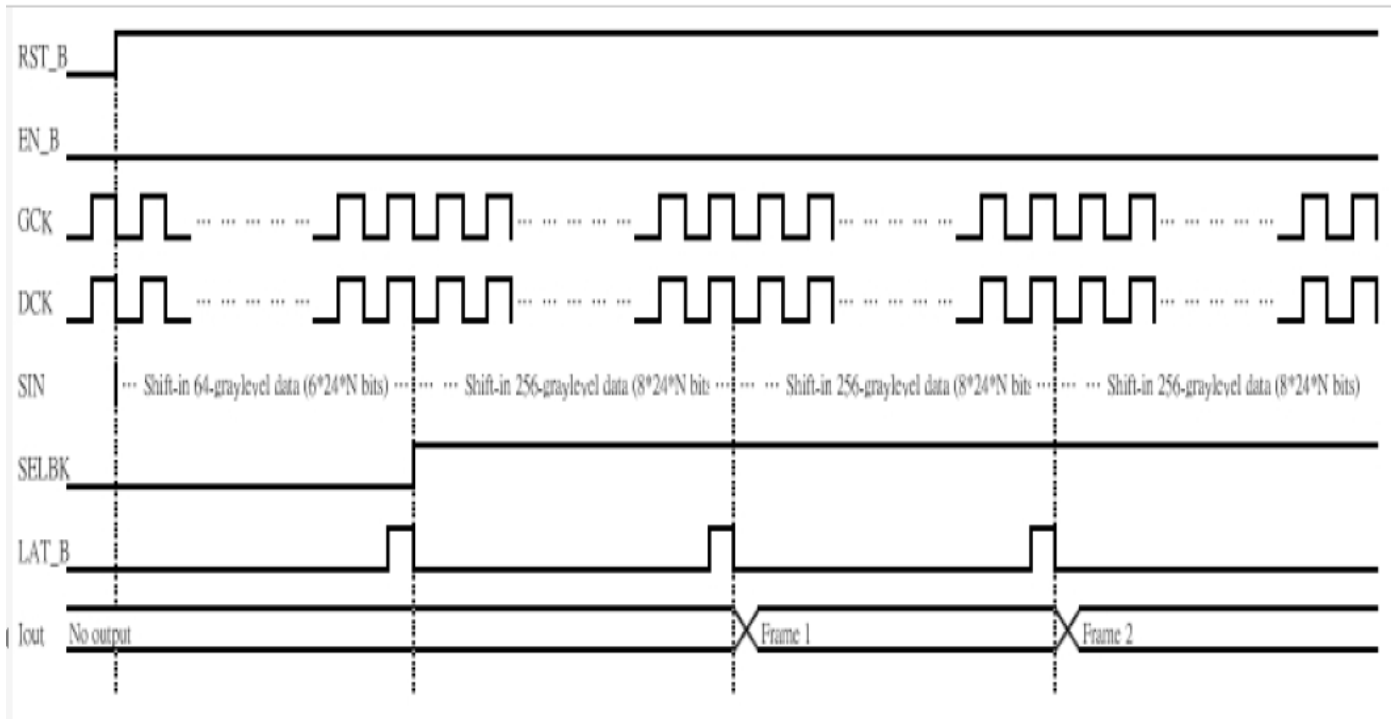 RST_B
EN_B
GCK ... ... ... ... ... ... ... ... ... ... ... ... ... ... ... ... ... ... ... ...
DCK ... ... ... ... ... ... ... ... ... ... ... ... ... ... ... ... ... ... ... ...
SIN ... Shift-in 64-graylevel data (6*24*N bits) ... ... ... Shift-in 256-graylevel data (8*24*N bits ... ... ... Shift-in 256-graylevel data (8*24*N bits ... ... ... Shift-in 256-graylevel data (8*24*N bits)
SELBK
LAT_B
Iout No output Frame 1 Frame 2